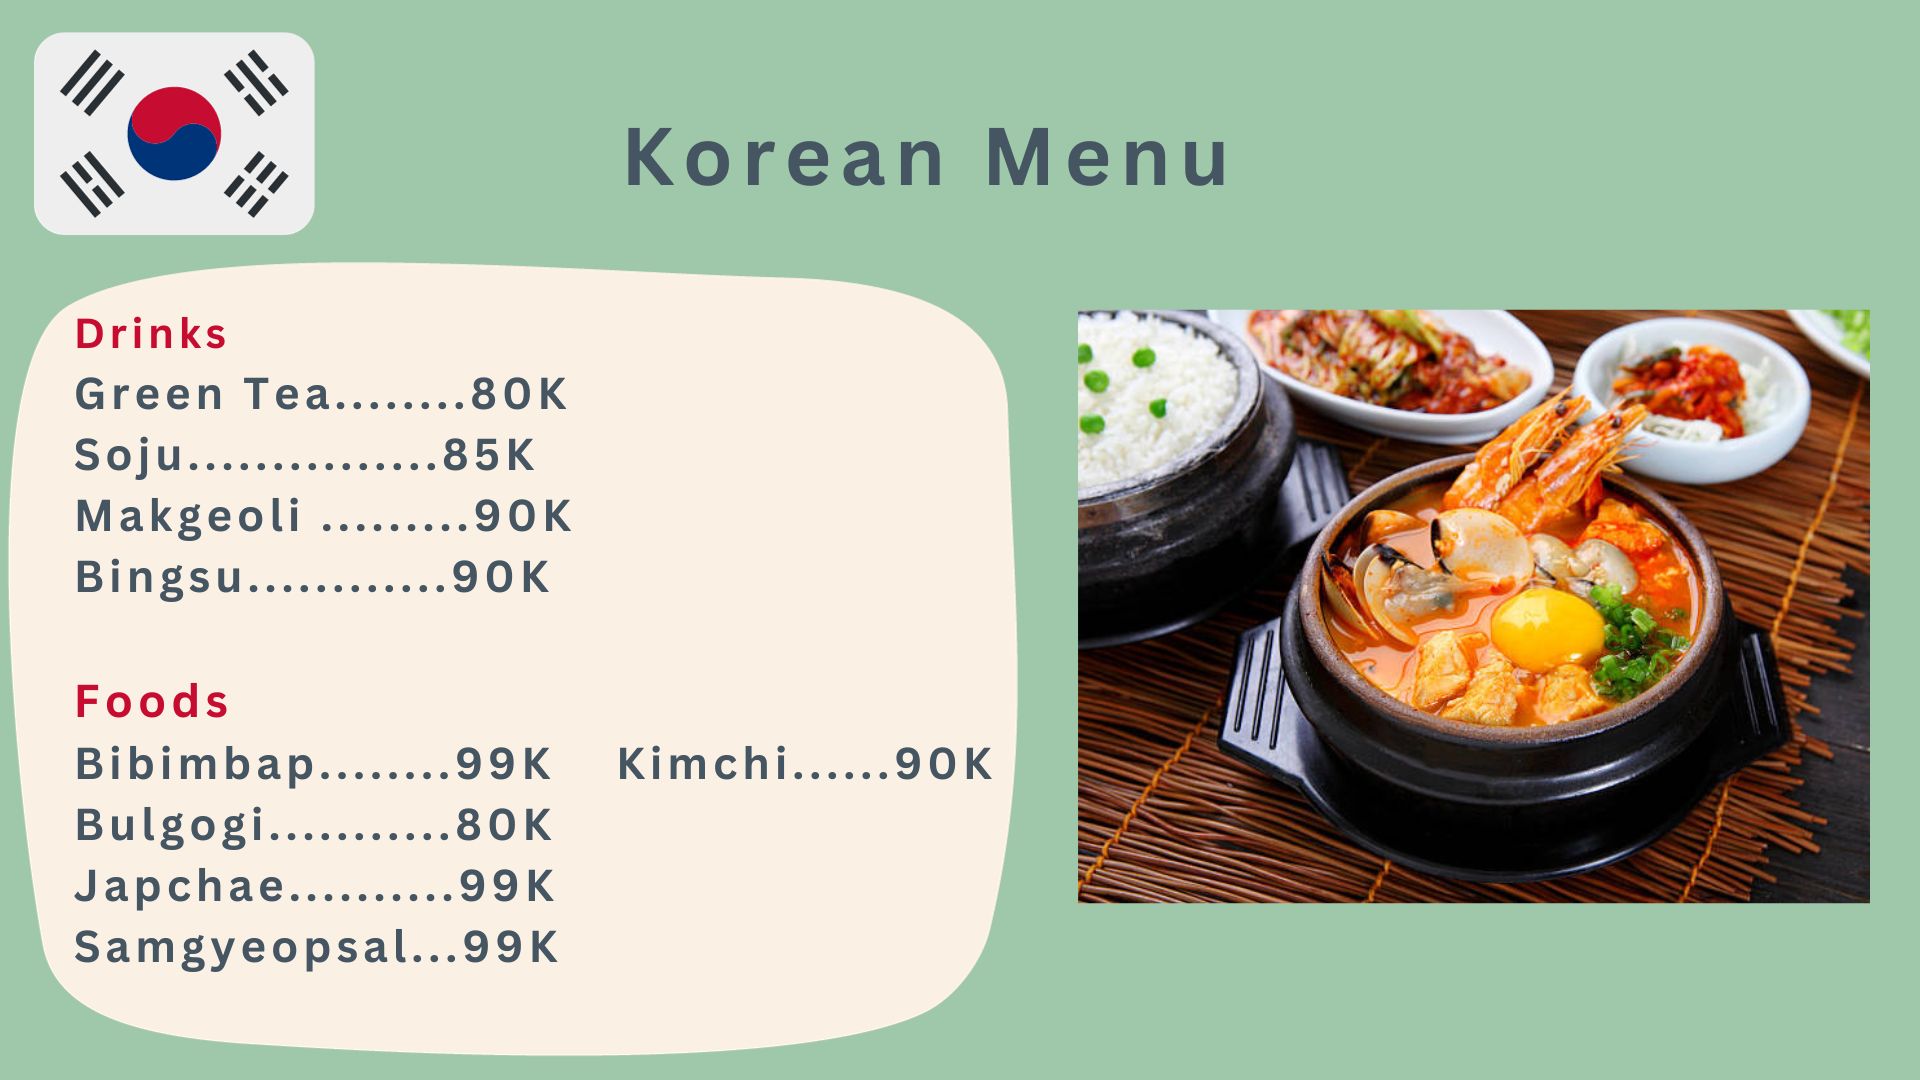 Korean Menu
Drinks
Green Tea........80K
Soju...............85K
Makgeoli .........90K
Bingsu............90K
Foods
Bibimbap........99K Kimchi......90K
Bulgogi...........80K
Japchae..........99K
Samgyeopsal...99K